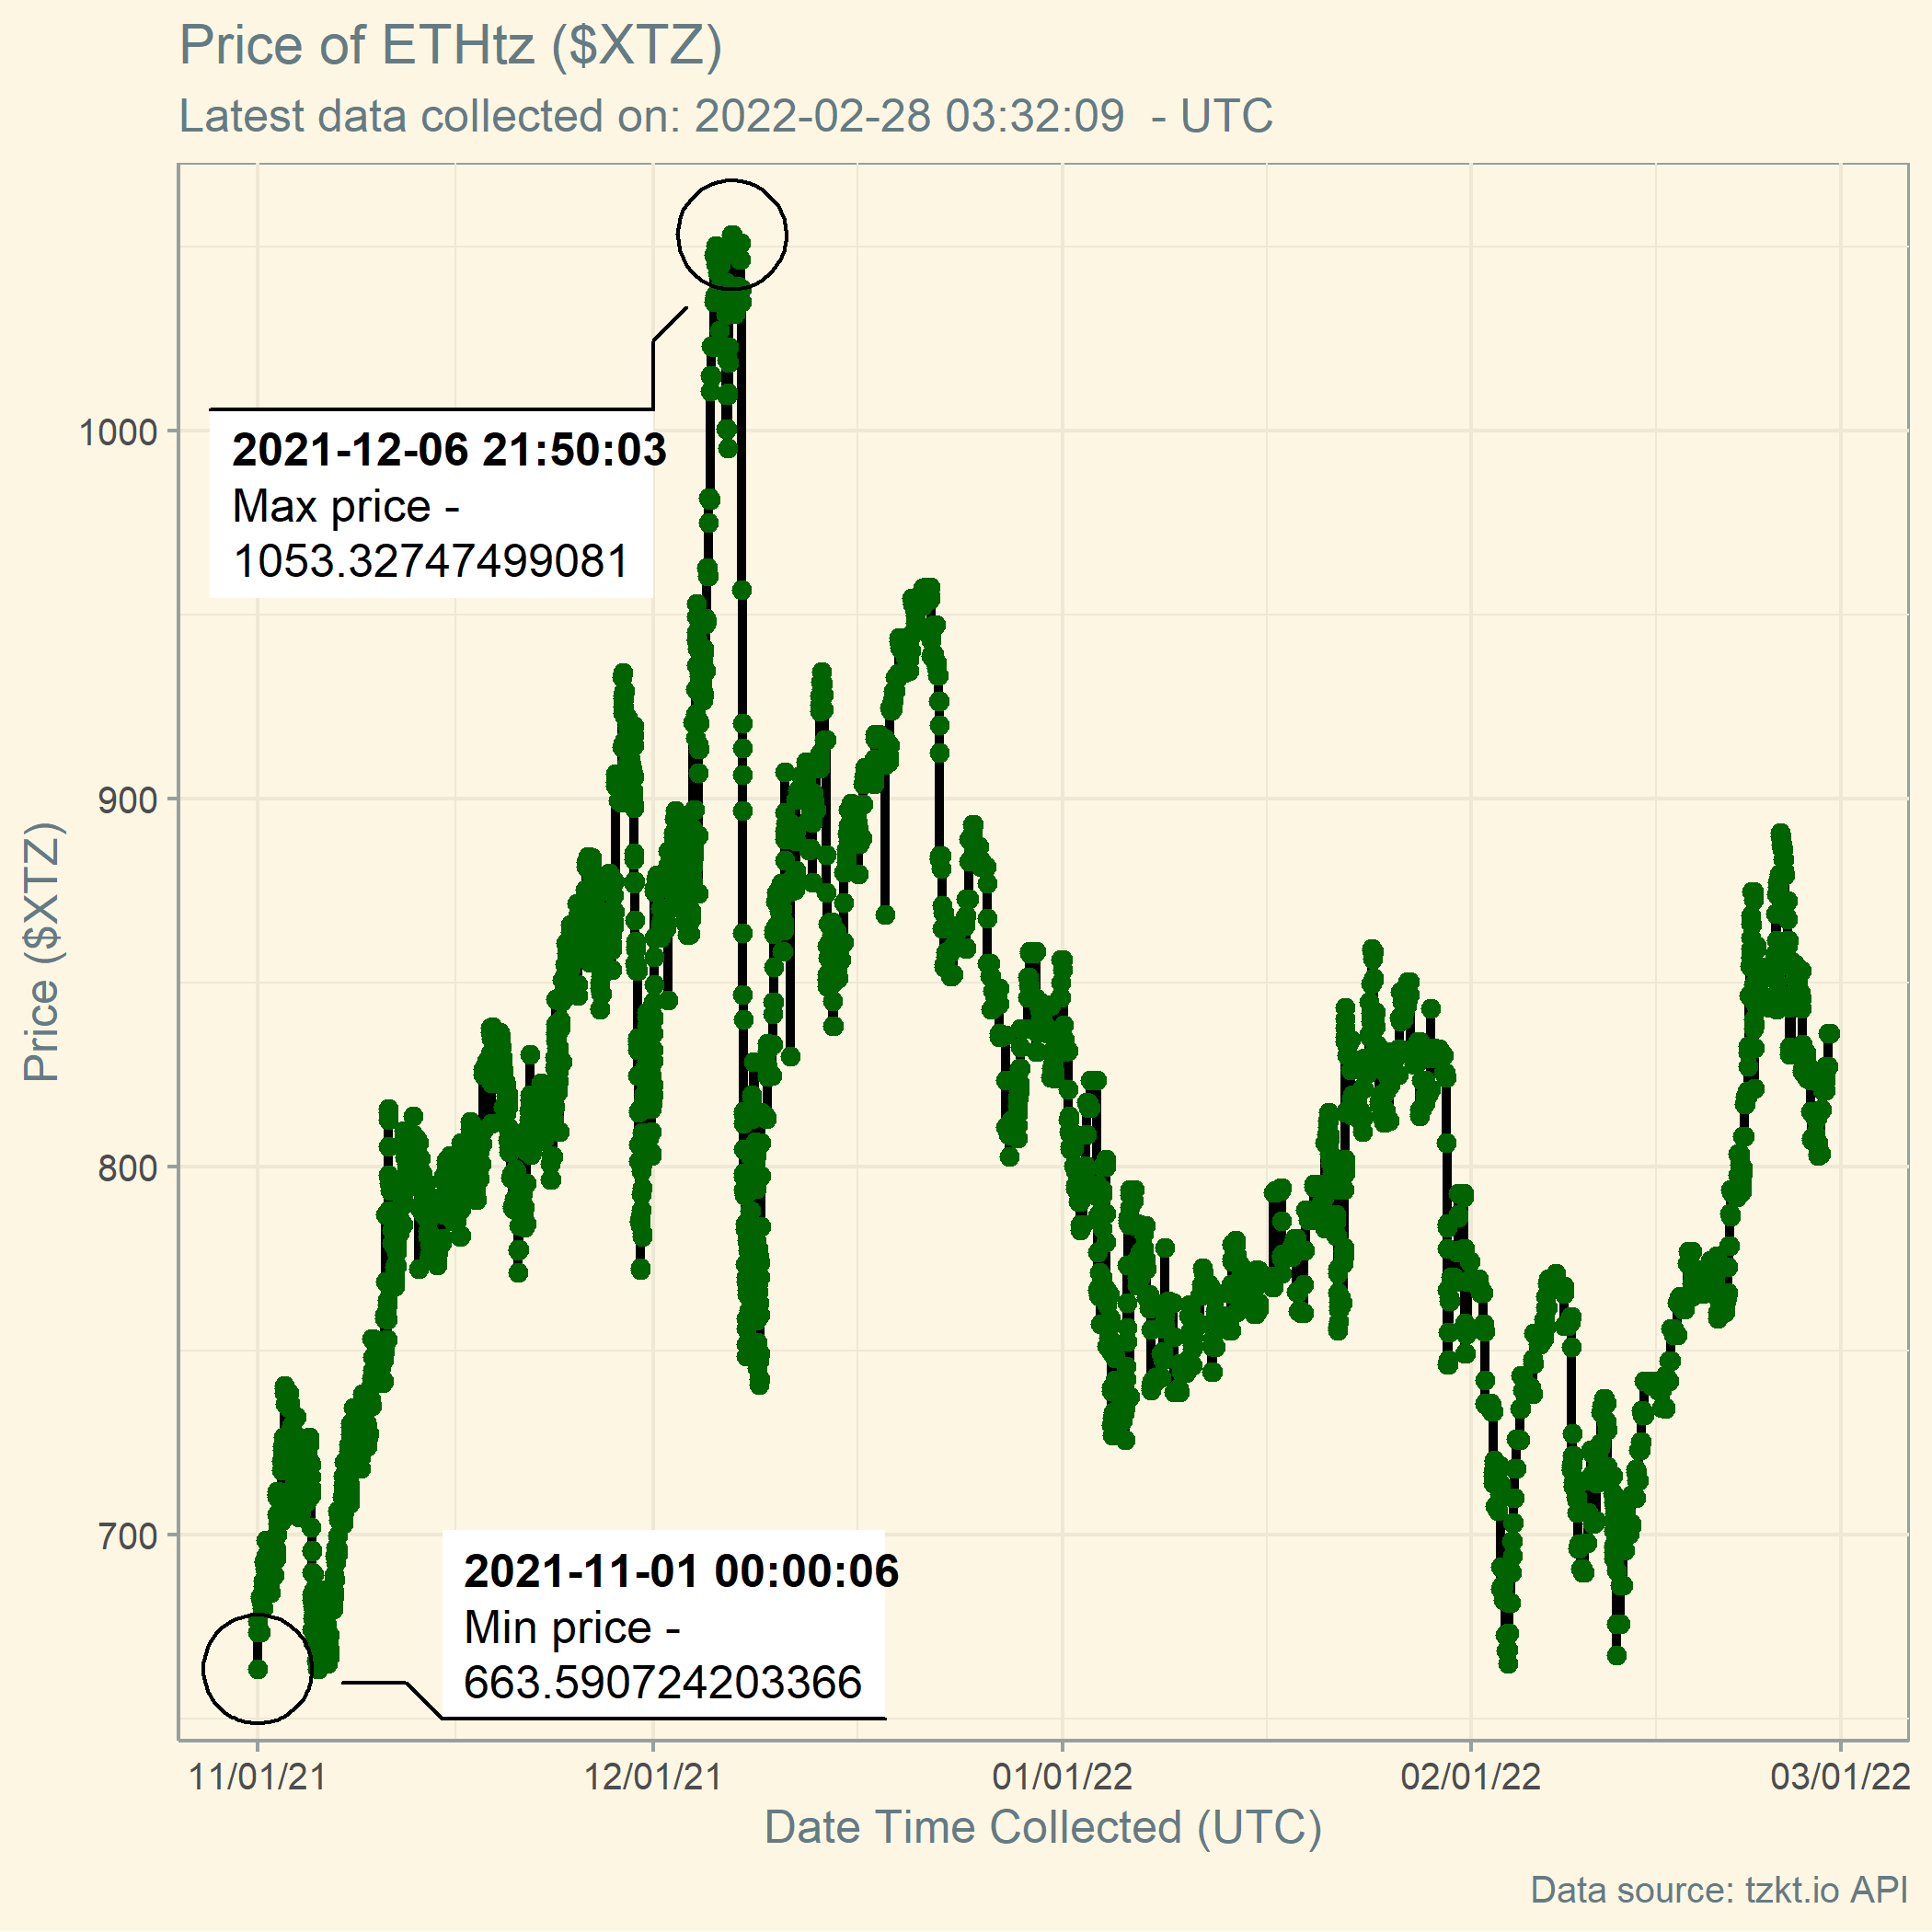 Price of ETHtz ($XTZ)
Latest data collected on: 2022-02-28 03:32:09  - UTC
Price ($XTZ)
1000
900
800
700
2021-12-06 21:50:03
Max price -
1053.32747499081
2021-11-01 00:00:06
Min price -
663.590724203366
11/01/21
12/01/21
01/01/22
02/01/22
03/01/22
Date Time Collected (UTC)
Data source: tzkt.io API